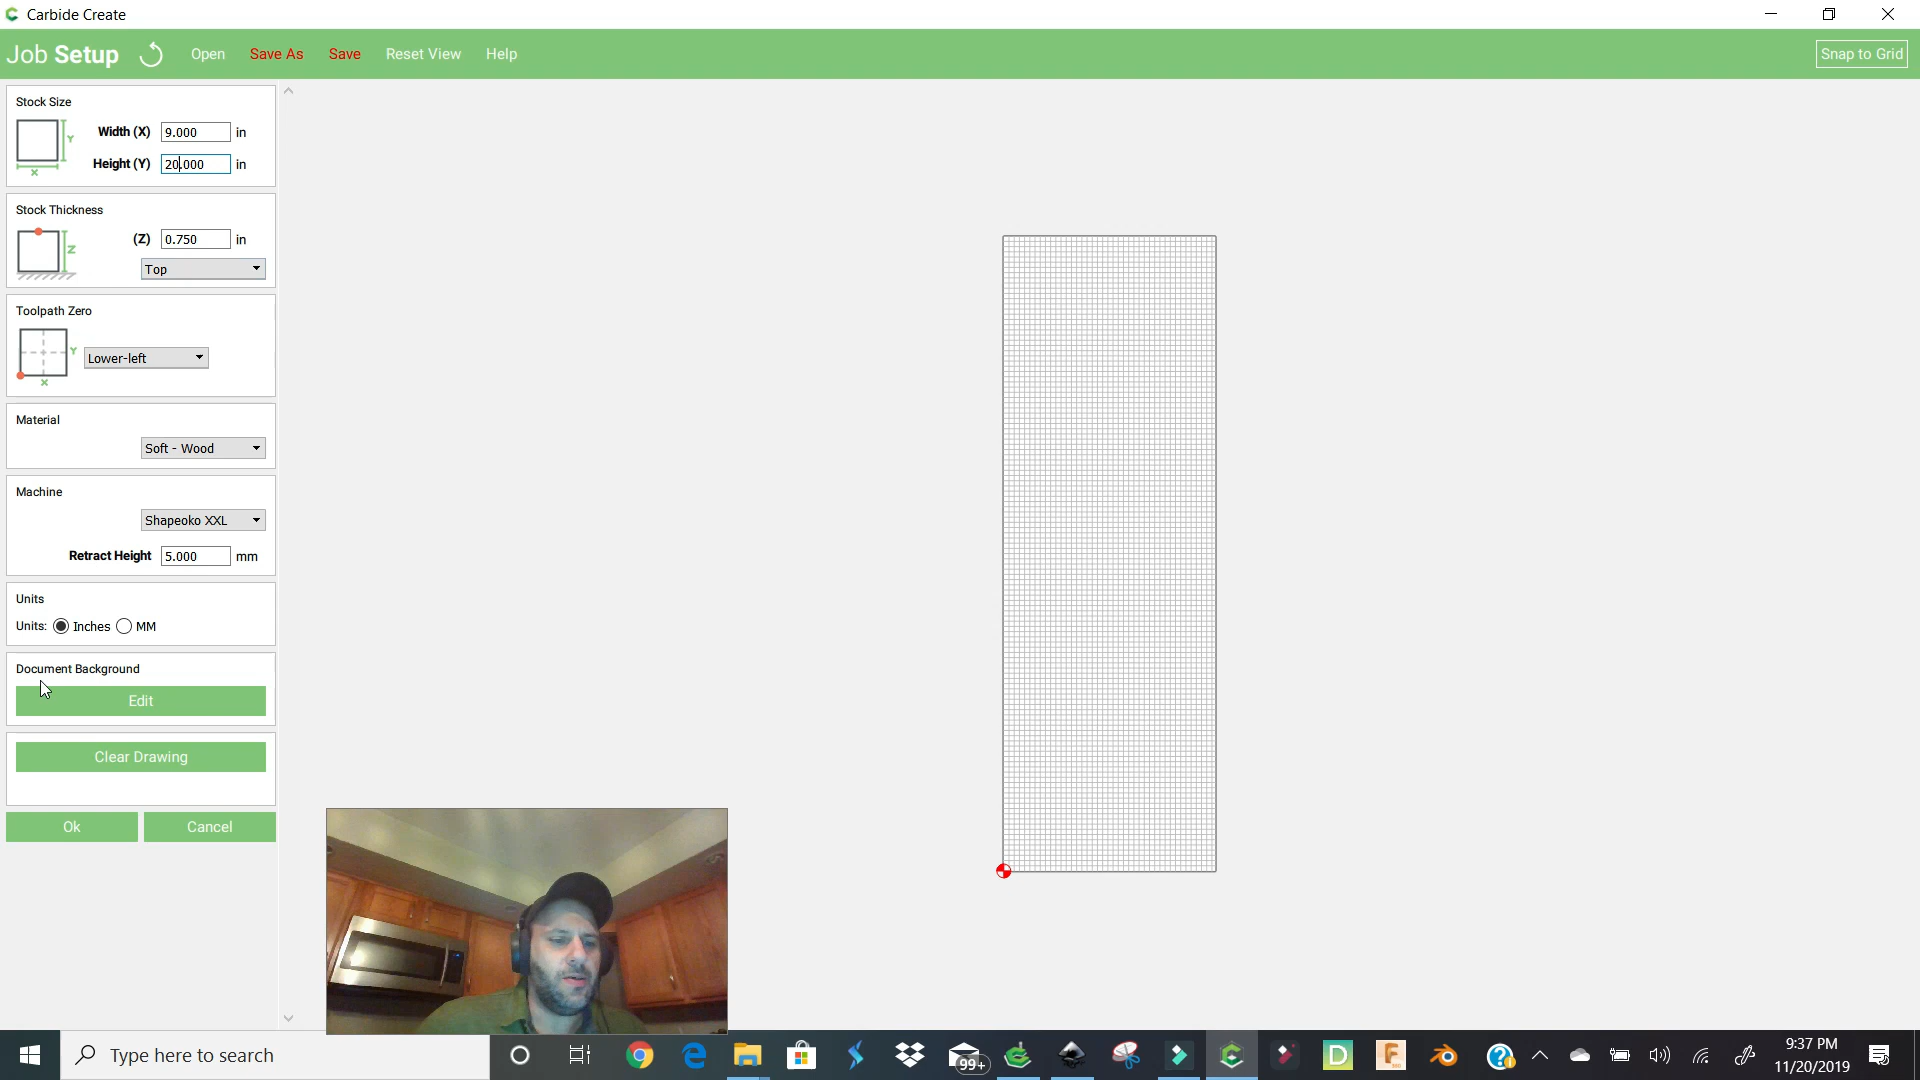 Carbide Create
Job Setup Open Save As Save Reset View Help Snap to Grid
Stock Size
Width (X) 9.000 in
Y
Height (Y) 20.000 in
X
Stock Thickness
(Z) 0.750 in
Z
Top
Toolpath Zero
Y
Lower-left
X
Material
Soft - Wood
Machine
Shapeoko XXL
Retract Height 5.000 mm
Units
Units: Inches MM
Document Background
Edit
Clear Drawing
Ok Cancel
Type here to search
99+
D
F
9:37 PM
11/20/2019